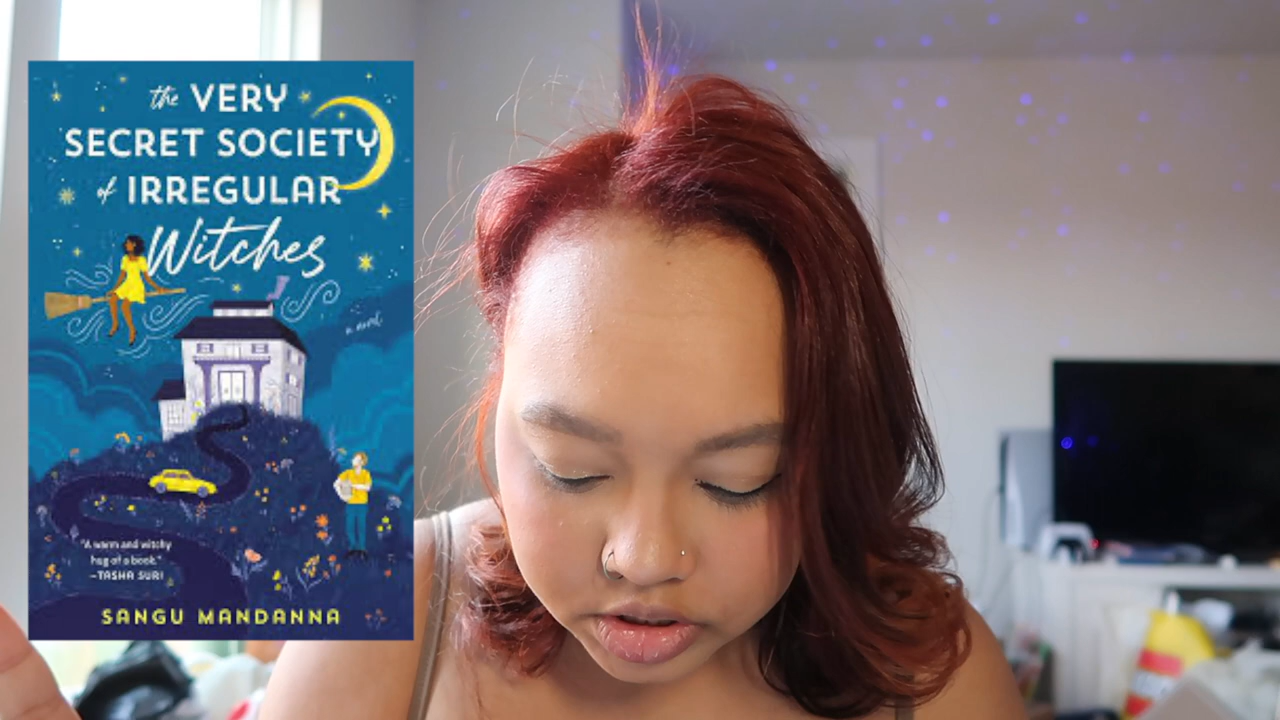 the VERY
SECRET SOCIETY
of IRREGULAR
Witches
a novel
"A warm and witchy
hug of a book."
—TASHA SURI
SANGU MANDANNA